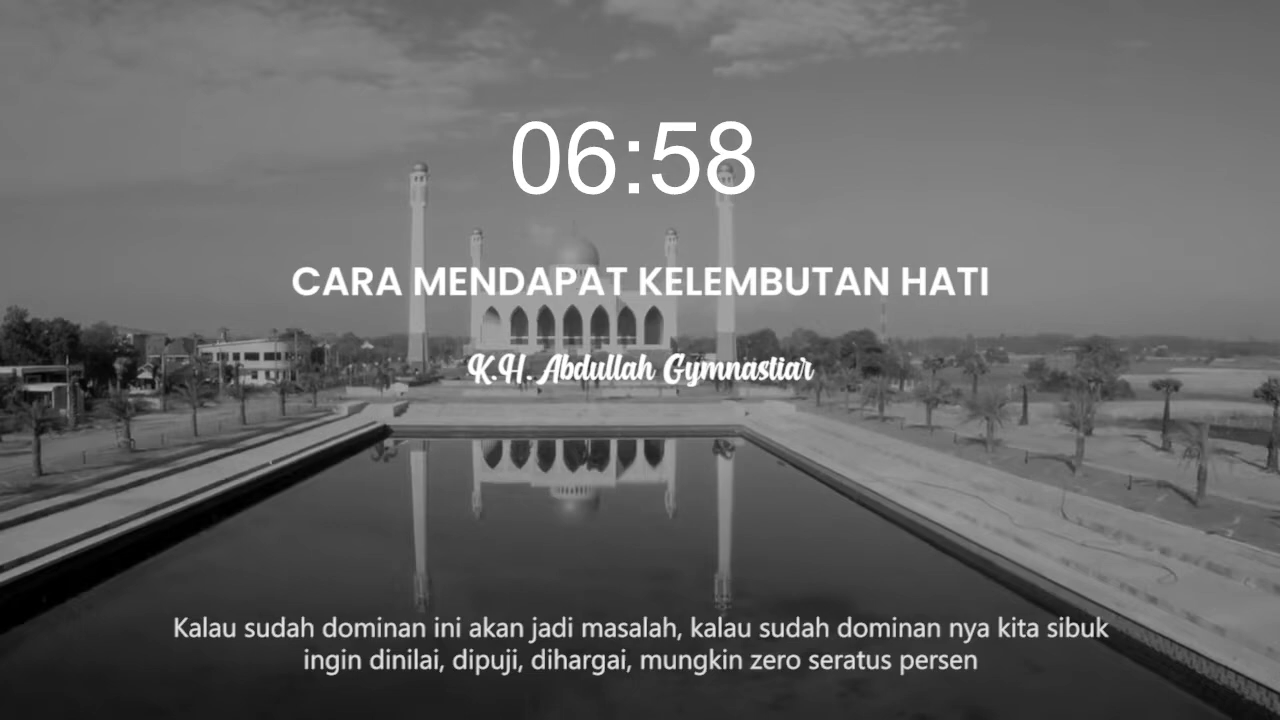 06:58
CARA MENDAPAT KELEMBUTAN HATI
K.H. Abdullah Gymnastiar
Kalau sudah dominan ini akan jadi masalah, kalau sudah dominan nya kita sibuk
ingin dinilai, dipuji, dihargai, mungkin zero seratus persen